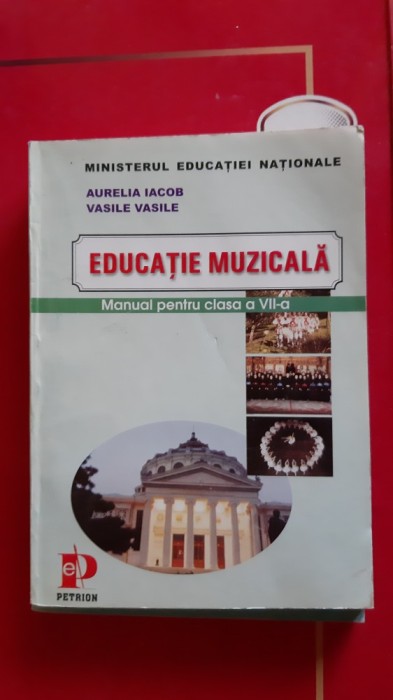 MINISTERUL EDUCAȚIEI NAȚIONALE
AURELIA IACOB
VASILE VASILE
EDUCAȚIE MUZICALĂ
Manual pentru clasa a VII-a
eP
PETRION